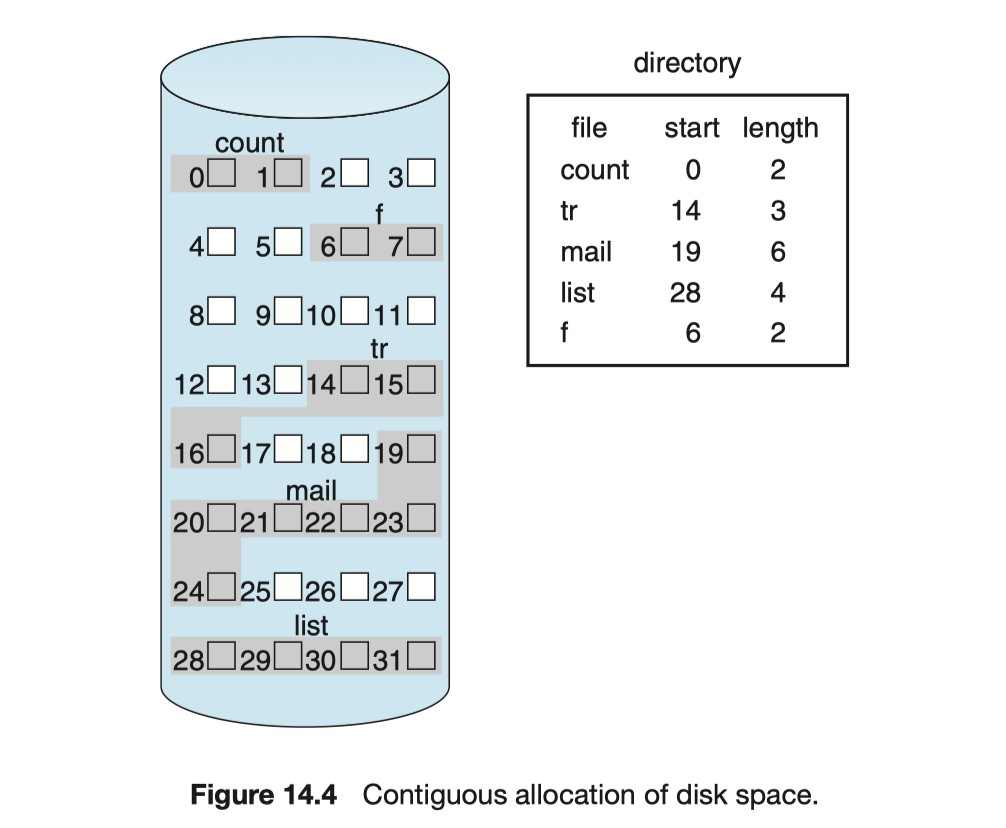 count
0 1 2 3
f
4 5 6 7
8 9 10 11
tr
12 13 14 15
16 17 18 19
mail
20 21 22 23
24 25 26 27
list
28 29 30 31
directory
file start length
count 0 2
tr 14 3
mail 19 6
list 28 4
f 6 2
Figure 14.4 Contiguous allocation of disk space.